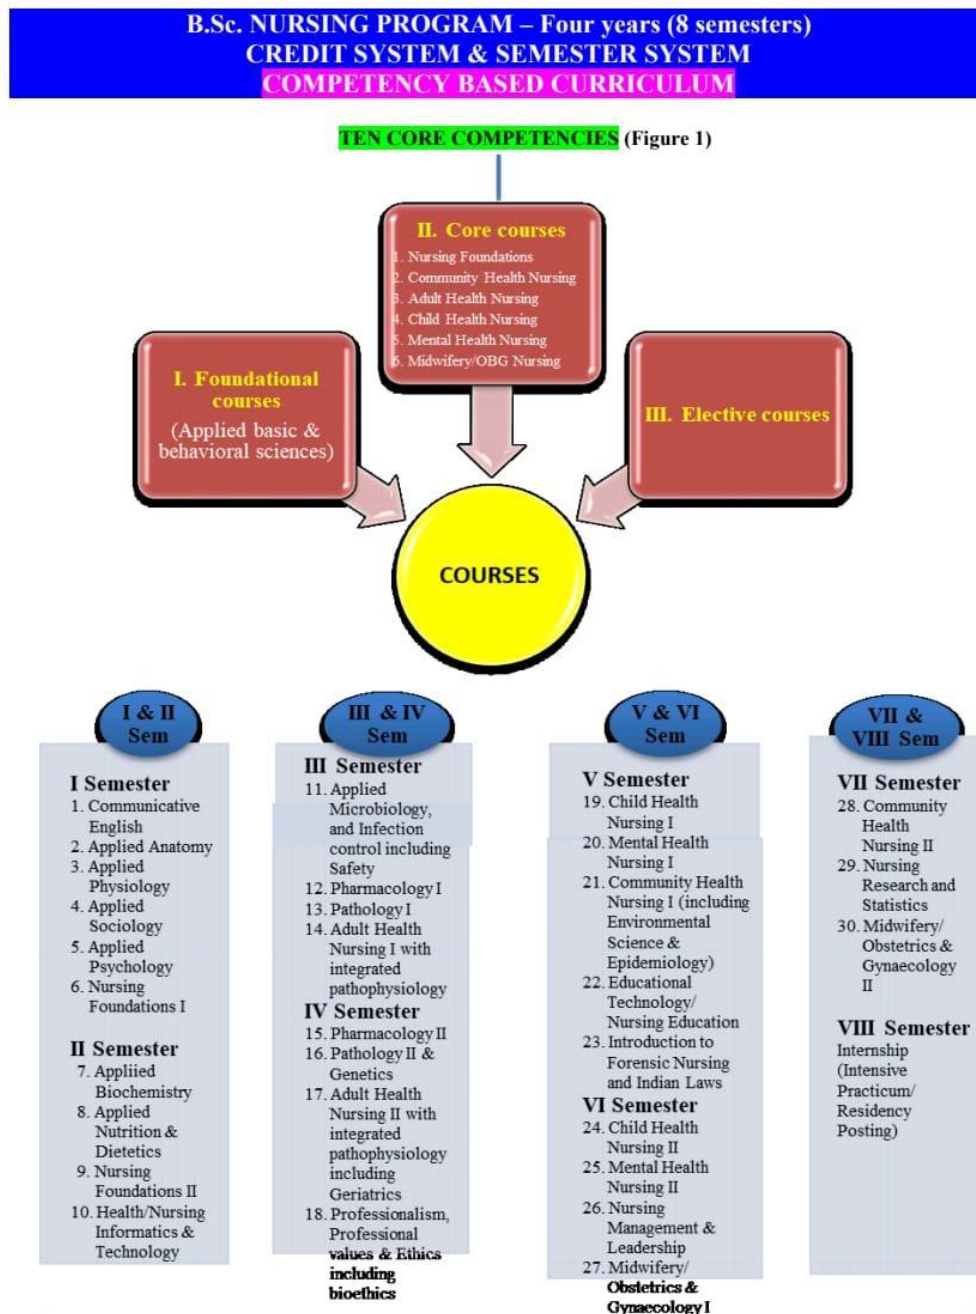 B.Sc. NURSING PROGRAM – Four years (8 semesters)
CREDIT SYSTEM & SEMESTER SYSTEM
COMPETENCY BASED CURRICULUM
TEN CORE COMPETENCIES (Figure 1)
II. Core courses
1. Nursing Foundations
2. Community Health Nursing
3. Adult Health Nursing
4. Child Health Nursing
5. Mental Health Nursing
6. Midwifery/OBG Nursing
I. Foundational
courses
(Applied basic &
behavioral sciences)
III. Elective courses
COURSES
I & II
Sem
I Semester
1. Communicative
English
2. Applied Anatomy
3. Applied
Physiology
4. Applied
Sociology
5. Applied
Psychology
6. Nursing
Foundations I
II Semester
7. Appliied
Biochemistry
8. Applied
Nutrition &
Dietetics
9. Nursing
Foundations II
10. Health/Nursing
Informatics &
Technology
III & IV
Sem
III Semester
11. Applied
Microbiology,
and Infection
control including
Safety
12. Pharmacology I
13. Pathology I
14. Adult Health
Nursing I with
integrated
pathophysiology
IV Semester
15. Pharmacology II
16. Pathology II &
Genetics
17. Adult Health
Nursing II with
integrated
pathophysiology
including
Geriatrics
18. Professionalism,
Professional
values & Ethics
including
bioethics
V & VI
Sem
V Semester
19. Child Health
Nursing I
20. Mental Health
Nursing I
21. Community Health
Nursing I (including
Environmental
Science &
Epidemiology)
22. Educational
Technology/
Nursing Education
23. Introduction to
Forensic Nursing
and Indian Laws
VI Semester
24. Child Health
Nursing II
25. Mental Health
Nursing II
26. Nursing
Management &
Leadership
27. Midwifery/
Obstetrics &
Gynaecology I
VII &
VIII Sem
VII Semester
28. Community
Health
Nursing II
29. Nursing
Research and
Statistics
30. Midwifery/
Obstetrics &
Gynaecology
II
VIII Semester
Internship
(Intensive
Practicum/
Residency
Posting)